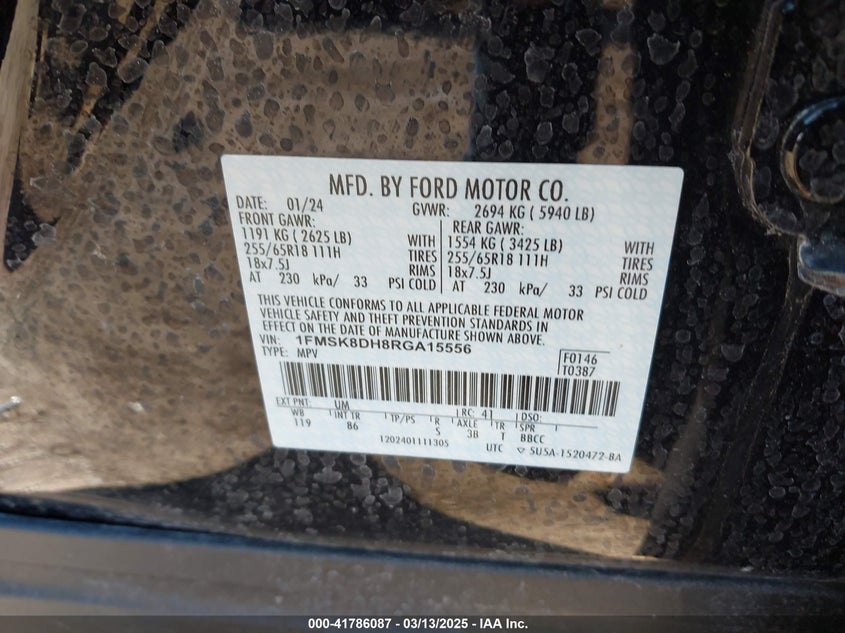 MFD. BY FORD MOTOR CO.
DATE: 01/24 GVWR: 2694 KG ( 5940 LB)
FRONT GAWR: REAR GAWR:
1191 KG ( 2625 LB) WITH 1554 KG ( 3425 LB) WITH
255/65R18 111H TIRES 255/65R18 111H TIRES
18x7.5J RIMS 18x7.5J RIMS
AT 230 kPa/ 33 PSI COLD AT 230 kPa/ 33 PSI COLD
THIS VEHICLE CONFORMS TO ALL APPLICABLE FEDERAL MOTOR
VEHICLE SAFETY AND THEFT PREVENTION STANDARDS IN
EFFECT ON THE DATE OF MANUFACTURE SHOWN ABOVE.
VIN: 1FMSK8DH8RGA15556
TYPE: MPV
F0146
T0387
EXT PNT: UM RC: 41 DSO:
WB INT TR TP/PS R AXLE TR SPR
119 86 S 3B T BBCC
1202401111305 UTC ▽ 5U5A-1520472-BA
000-41786087 — 03/13/2025 — IAA Inc.